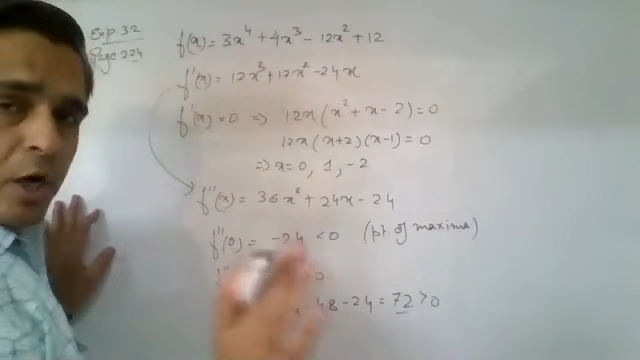 Exp 32
Page 224
f(x) = 3x⁴ + 4x³ - 12x² + 12
f'(x) = 12x³ + 12x² - 24x
f'(x) = 0 ⇒ 12x(x² + x - 2) = 0
12x(x+2)(x-1) = 0
⇒ x = 0, 1, -2
f''(x) = 36x² + 24x - 24
f''(0) = -24 < 0 (pt. of maxima)
- 48 - 24 = 72 > 0